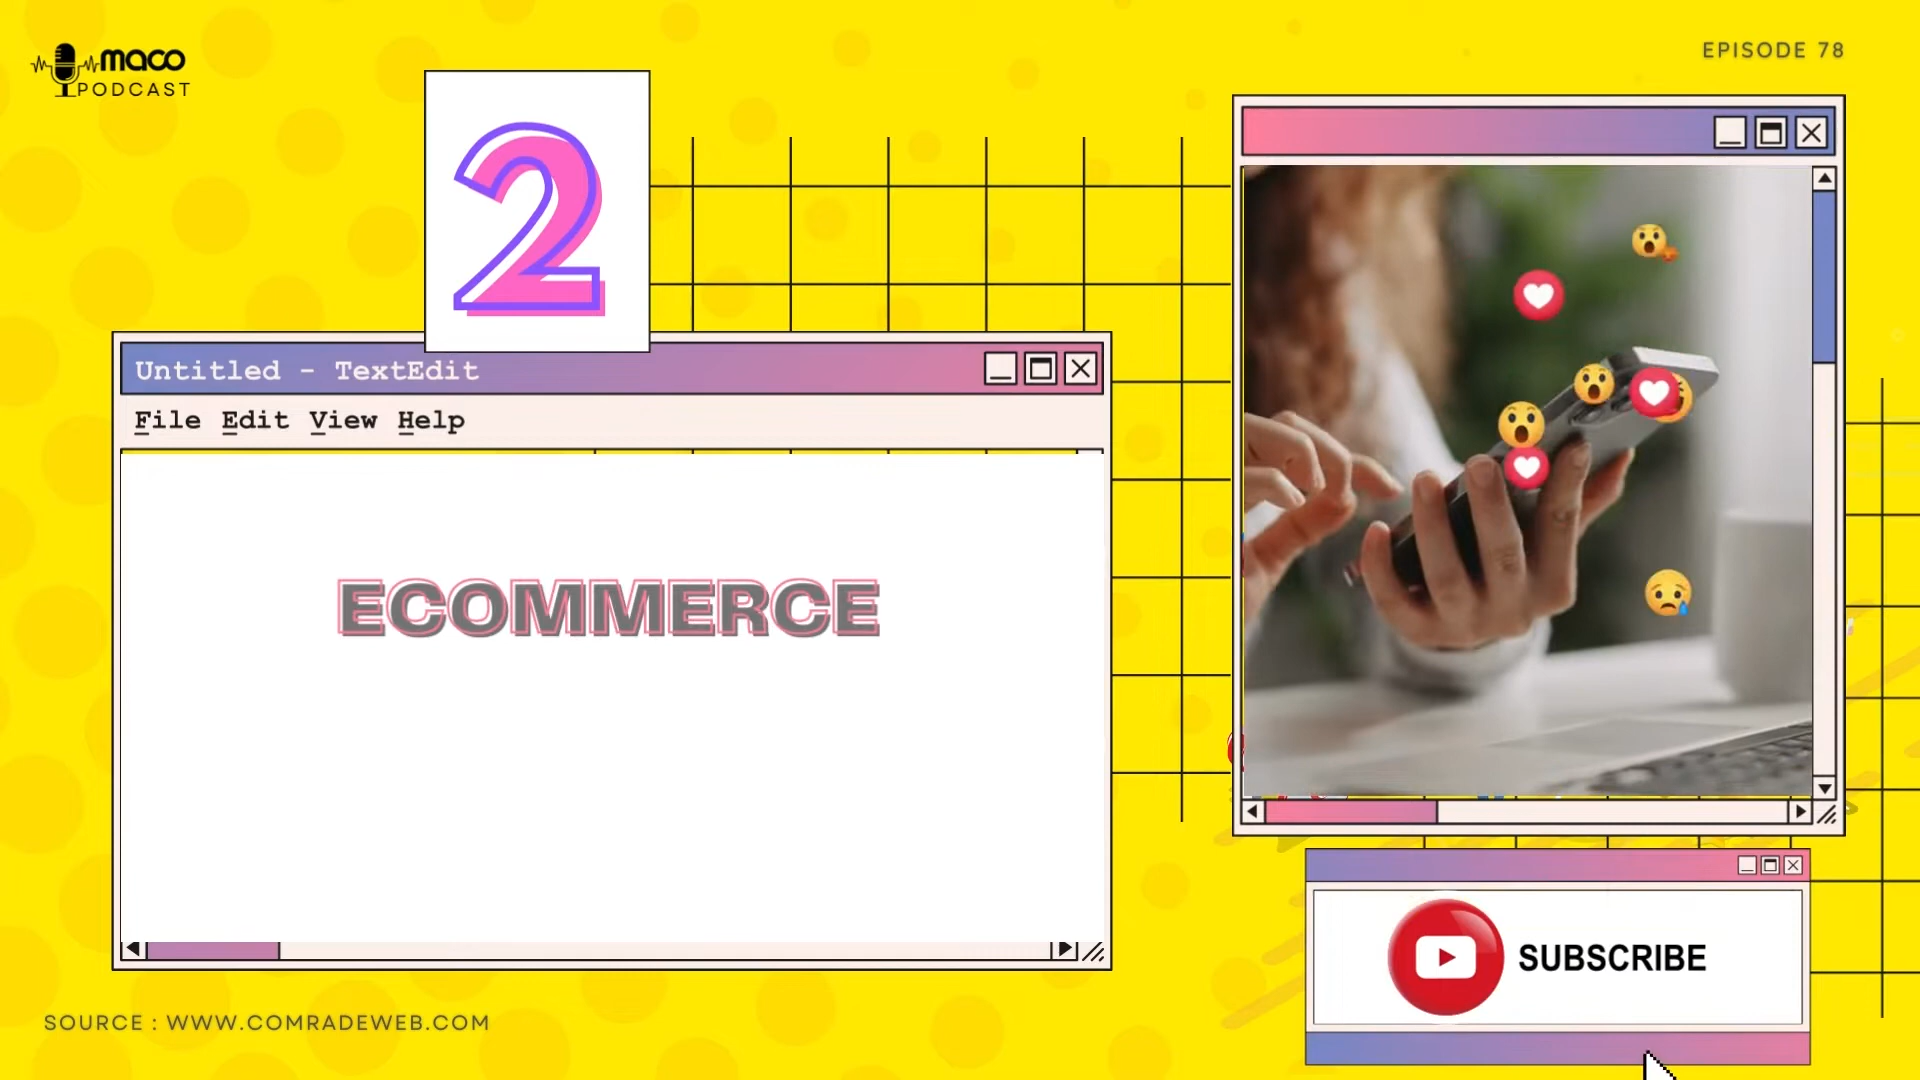 maco
PODCAST
EPISODE 78
2
Untitled - TextEdit
File Edit View Help
ECOMMERCE
SUBSCRIBE
SOURCE : WWW.COMRADEWEB.COM